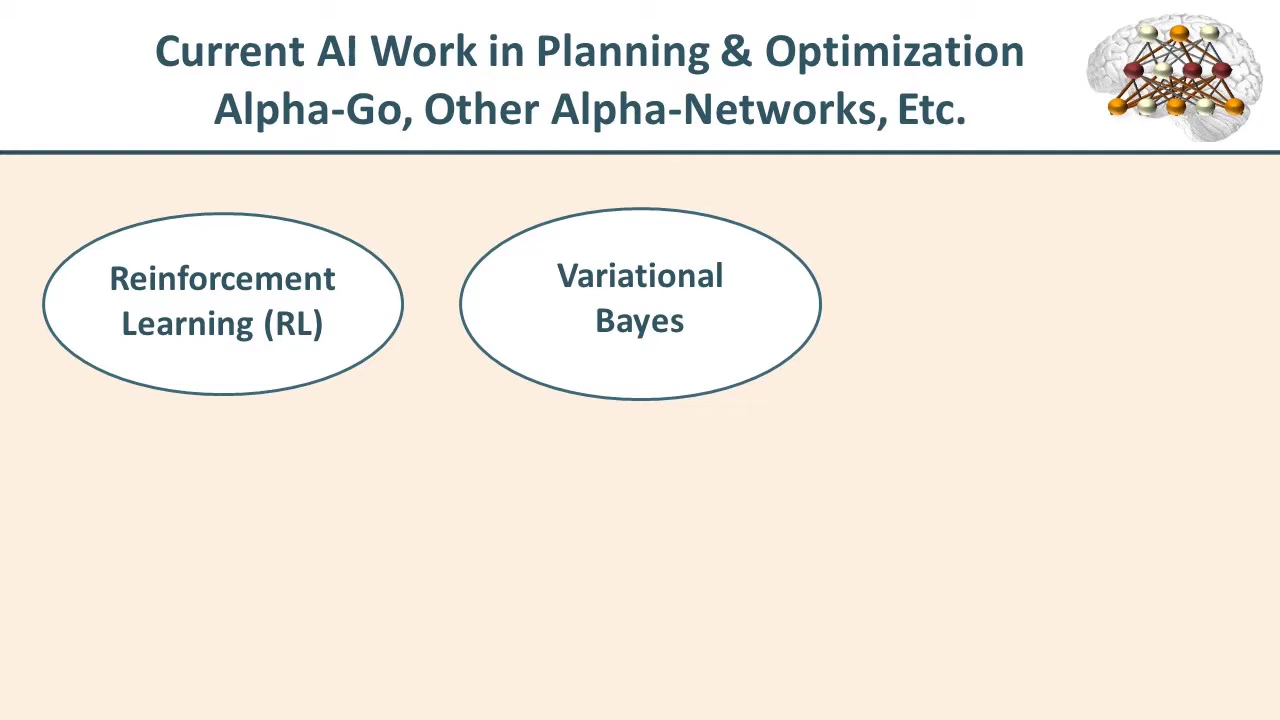 Current AI Work in Planning & Optimization
Alpha-Go, Other Alpha-Networks, Etc.
Reinforcement
Learning (RL)
Variational
Bayes